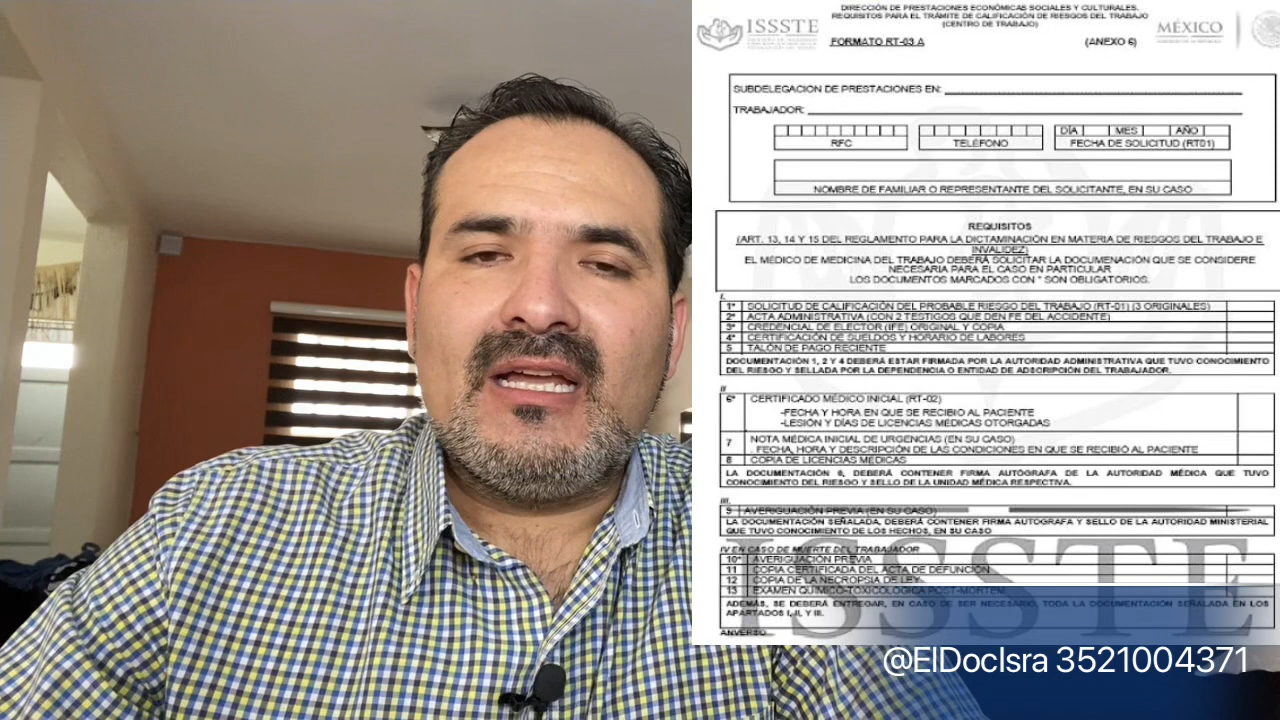 DIRECCIÓN DE PRESTACIONES ECONÓMICAS SOCIALES Y CULTURALES.
REQUISITOS PARA EL TRÁMITE DE CALIFICACIÓN DE RIESGOS DEL TRABAJO
(CENTRO DE TRABAJO)
ISSSTE
MÉXICO
FORMATO RT-03 A (ANEXO 6)
SUBDELEGACION DE PRESTACIONES EN:
TRABAJADOR:
DÍA MES AÑO
RFC TELÉFONO FECHA DE SOLICITUD (RT01)
NOMBRE DE FAMILIAR O REPRESENTANTE DEL SOLICITANTE, EN SU CASO
REQUISITOS
(ART. 13, 14 Y 15 DEL REGLAMENTO PARA LA DICTAMINACIÓN EN MATERIA DE RIESGOS DEL TRABAJO E
INVALIDEZ)
EL MÉDICO DE MEDICINA DEL TRABAJO DEBERÁ SOLICITAR LA DOCUMENACIÓN QUE SE CONSIDERE
NECESARIA PARA EL CASO EN PARTICULAR
LOS DOCUMENTOS MARCADOS CON * SON OBLIGATORIOS.
I.
1* SOLICITUD DE CALIFICACIÓN DEL PROBABLE RIESGO DEL TRABAJO (RT-01) (3 ORIGINALES)
2* ACTA ADMINISTRATIVA (CON 2 TESTIGOS QUE DEN FE DEL ACCIDENTE)
3* CREDENCIAL DE ELECTOR (IFE) ORIGINAL Y COPIA
4* CERTIFICACIÓN DE SUELDOS Y HORARIO DE LABORES
5 TALÓN DE PAGO RECIENTE
DOCUMENTACIÓN 1, 2 Y 4 DEBERÁ ESTAR FIRMADA POR LA AUTORIDAD ADMINISTRATIVA QUE TUVO CONOCIMIENTO
DEL RIESGO Y SELLADA POR LA DEPENDENCIA O ENTIDAD DE ADSCRIPCIÓN DEL TRABAJADOR.
II
6* CERTIFICADO MÉDICO INICIAL (RT-02)
-FECHA Y HORA EN QUE SE RECIBIO AL PACIENTE
-LESIÓN Y DÍAS DE LICENCIAS MÉDICAS OTORGADAS
7 NOTA MÉDICA INICIAL DE URGENCIAS (EN SU CASO)
. FECHA, HORA Y DESCRIPCIÓN DE LAS CONDICIONES EN QUE SE RECIBIÓ AL PACIENTE
8 COPIA DE LICENCIAS MÉDICAS
LA DOCUMENTACIÓN 6, DEBERÁ CONTENER FIRMA AUTÓGRAFA DE LA AUTORIDAD MÉDICA QUE TUVO
CONOCIMIENTO DEL RIESGO Y SELLO DE LA UNIDAD MÉDICA RESPECTIVA.
III.
9 AVERIGUACIÓN PREVIA (EN SU CASO)
LA DOCUMENTACIÓN SEÑALADA, DEBERÁ CONTENER FIRMA AUTOGRAFA Y SELLO DE LA AUTORIDAD MINISTERIAL
QUE TUVO CONOCIMIENTO DE LOS HECHOS, EN SU CASO
IV EN CASO DE MUERTE DEL TRABAJADOR
10* AVERIGUACIÓN PREVIA
11 COPIA CERTIFICADA DEL ACTA DE DEFUNCIÓN
12 COPIA DE LA NECROPSIA DE LEY
13 EXAMEN QUIMICO-TOXICOLOGICA POST-MORTEM
ADEMÁS, SE DEBERÁ ENTREGAR, EN CASO DE SER NECESARIO, TODA LA DOCUMENTACIÓN SEÑALADA EN LOS
APARTADOS I, II, Y III.
ISSSTE
ANVERSO
@ElDocIsra 3521004371